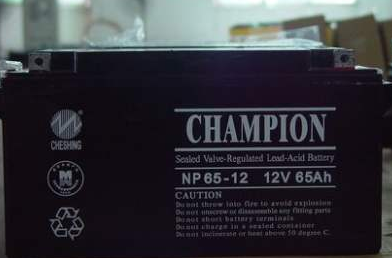 CHESHING
CHAMPION
Sealed Valve-Regulated Lead-Acid Battery
NP 65-12 12V 65Ah
CAUTION
Do not throw into fire to avoid explosion
Do not unscrew or disassemble any fitting parts
Do not short battery terminals
Do not charge in a sealed container
Do not incinerate or heat above 50 degree C.